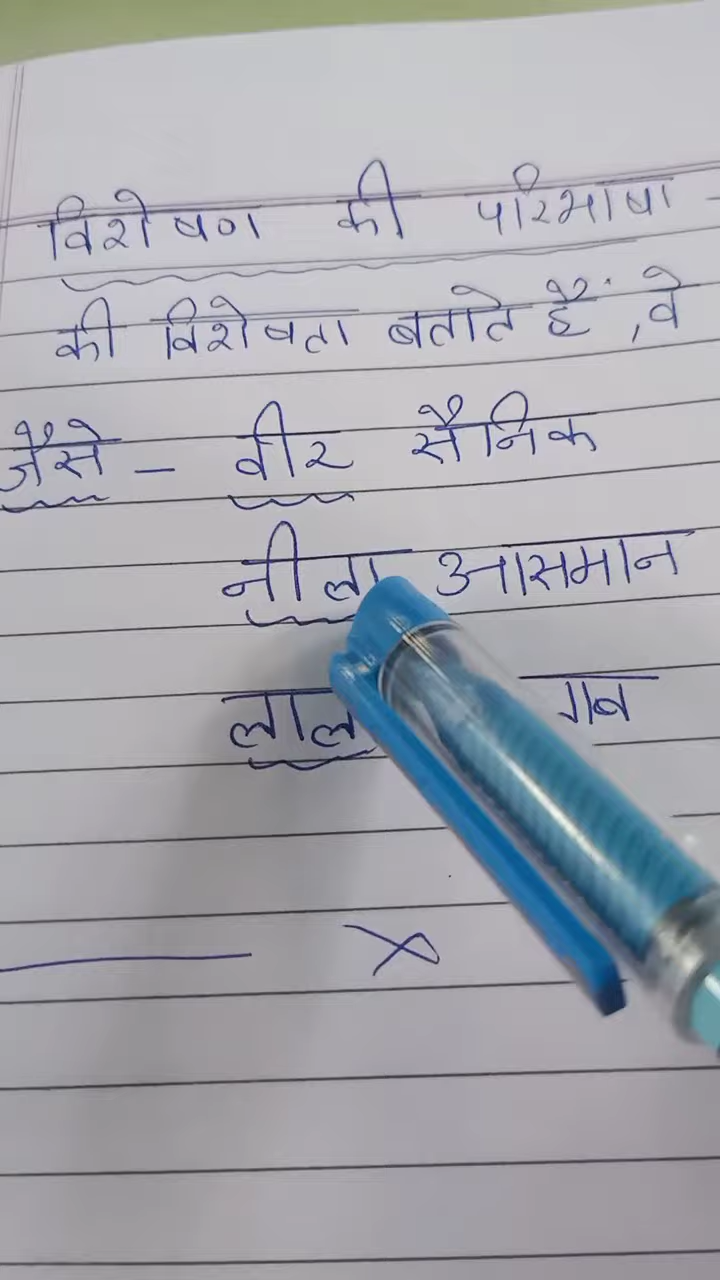 विशेषण की परिभाषा -
की विशेषता बताते हैं, वे
जैसे - वीर सैनिक
नीला आसमान
लाल